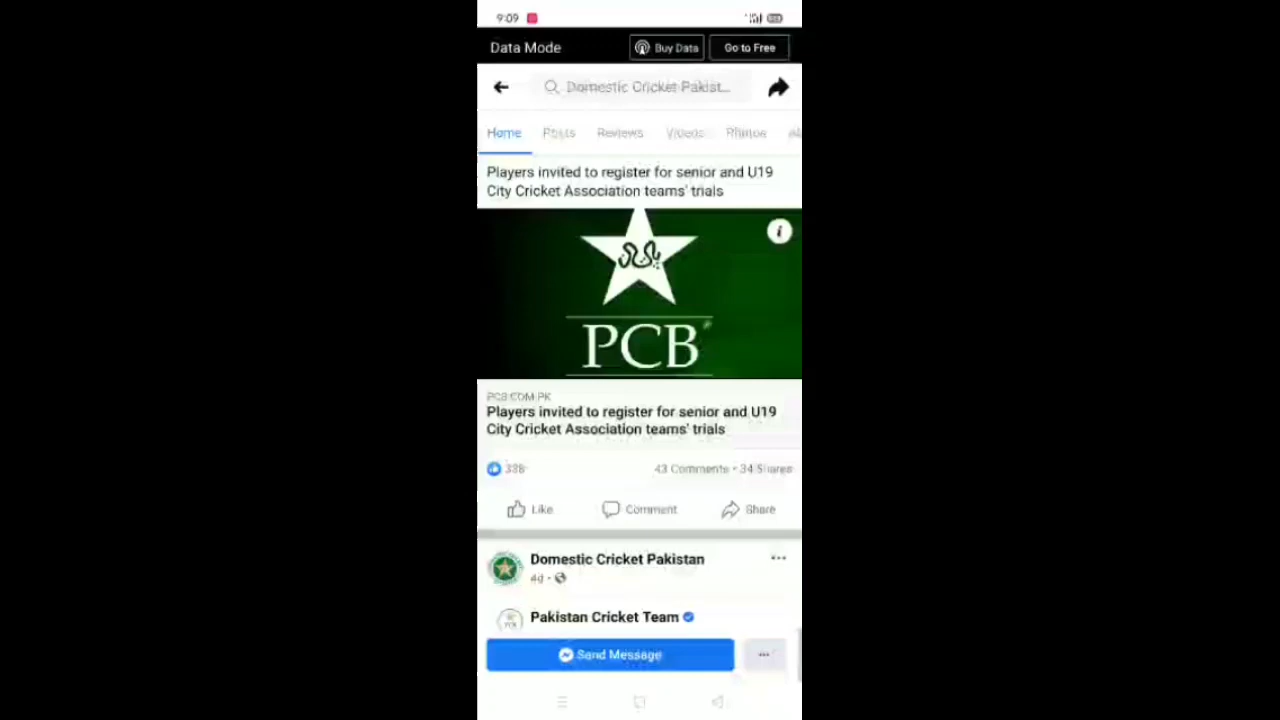 9:09
Data Mode
Buy Data
Go to Free
Domestic Cricket Pakist...
Home Posts Reviews Videos Photos
Players invited to register for senior and U19
City Cricket Association teams' trials
PCB
PCB.COM.PK
Players invited to register for senior and U19
City Cricket Association teams' trials
338
43 Comments • 34 Shares
Like Comment Share
Domestic Cricket Pakistan
4d
Pakistan Cricket Team
Send Message